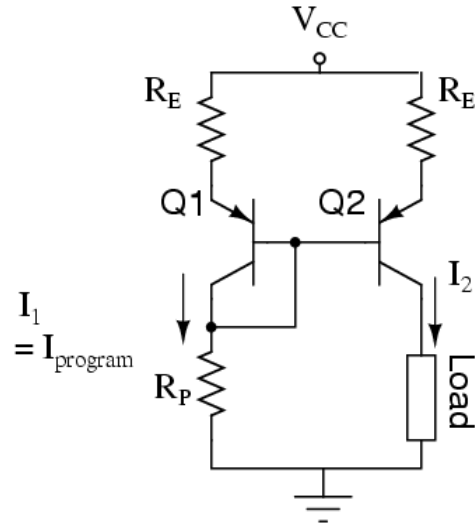 V_CC
R_E
R_E
Q1
Q2
I_2
I_1
= I_program
R_P
Load